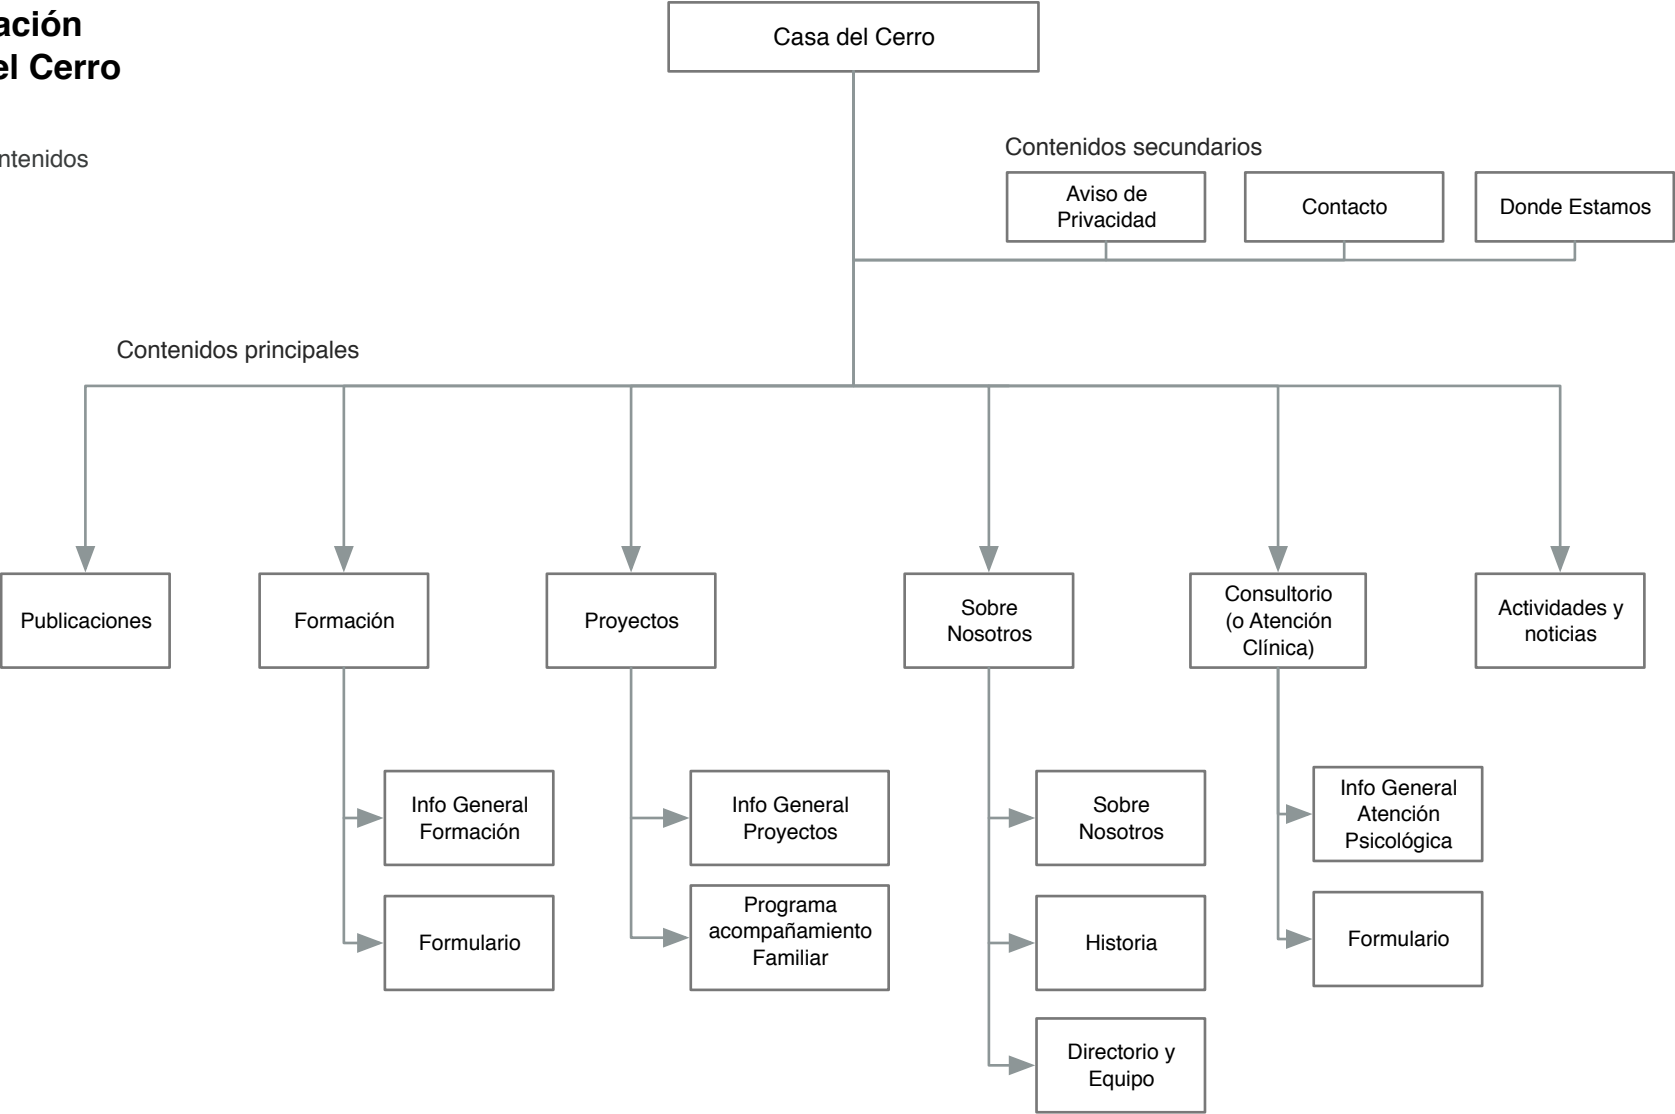 ación
el Cerro
ntenidos
Casa del Cerro
Contenidos secundarios
Aviso de
Privacidad
Contacto
Donde Estamos
Contenidos principales
Publicaciones
Formación
Proyectos
Sobre
Nosotros
Consultorio
(o Atención
Clínica)
Actividades y
noticias
Info General
Formación
Formulario
Info General
Proyectos
Programa
acompañamiento
Familiar
Sobre
Nosotros
Historia
Directorio y
Equipo
Info General
Atención
Psicológica
Formulario